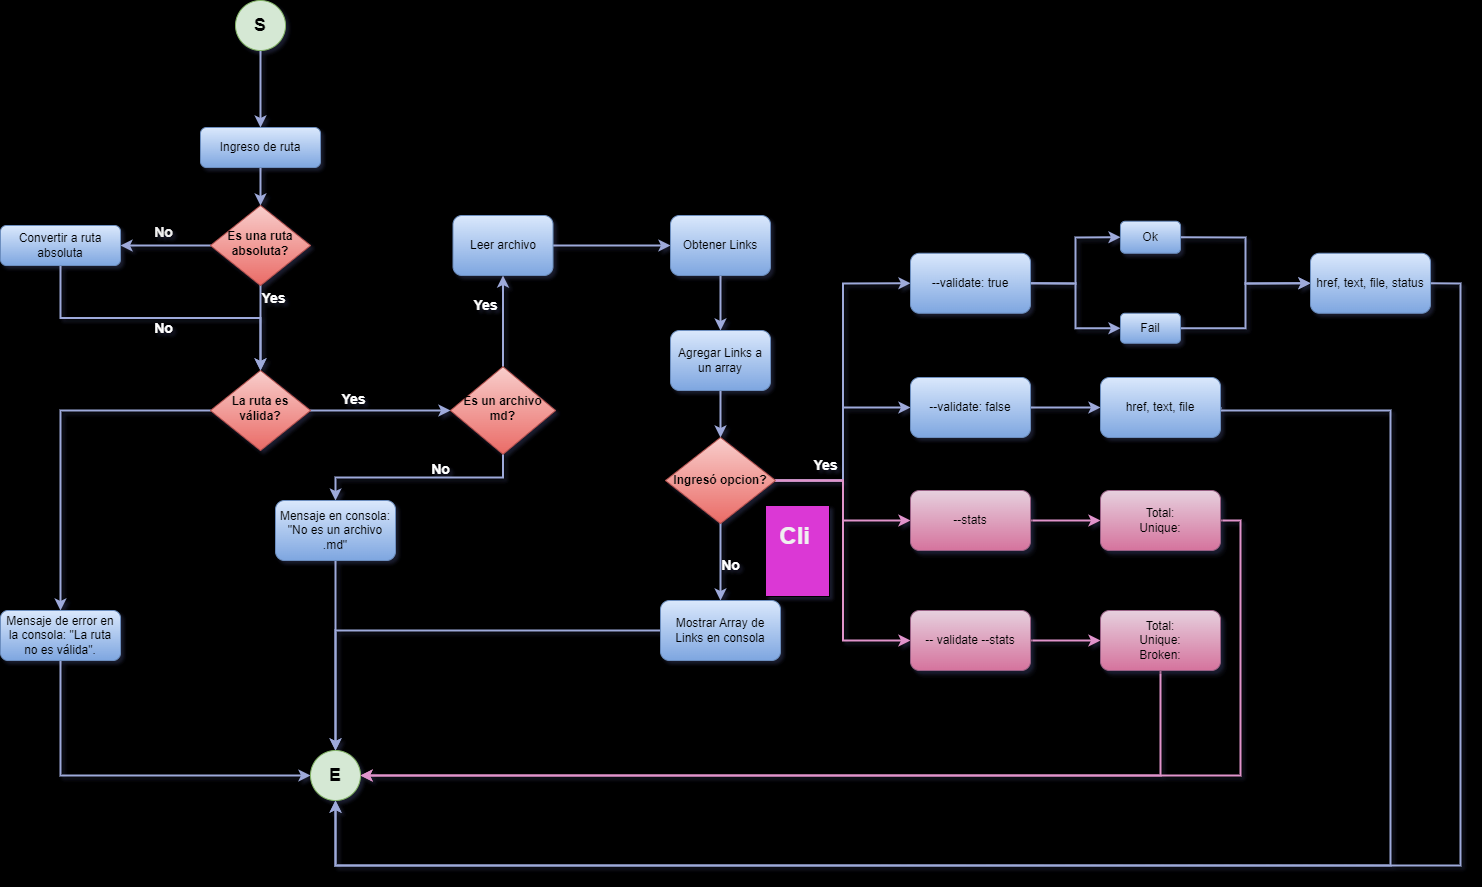 S
Ingreso de ruta
Es una ruta
absoluta?
No
Convertir a ruta
absoluta
Yes
No
La ruta es
válida?
Yes
Es un archivo
md?
Yes
Leer archivo
Obtener Links
Agregar Links a
un array
No
Mensaje en consola:
"No es un archivo
.md"
Mensaje de error en
la consola: "La ruta
no es válida".
Ingresó opcion?
Yes
Cli
No
Mostrar Array de
Links en consola
--validate: true
Ok
Fail
href, text, file, status
--validate: false
href, text, file
--stats
Total:
Unique:
-- validate --stats
Total:
Unique:
Broken:
E